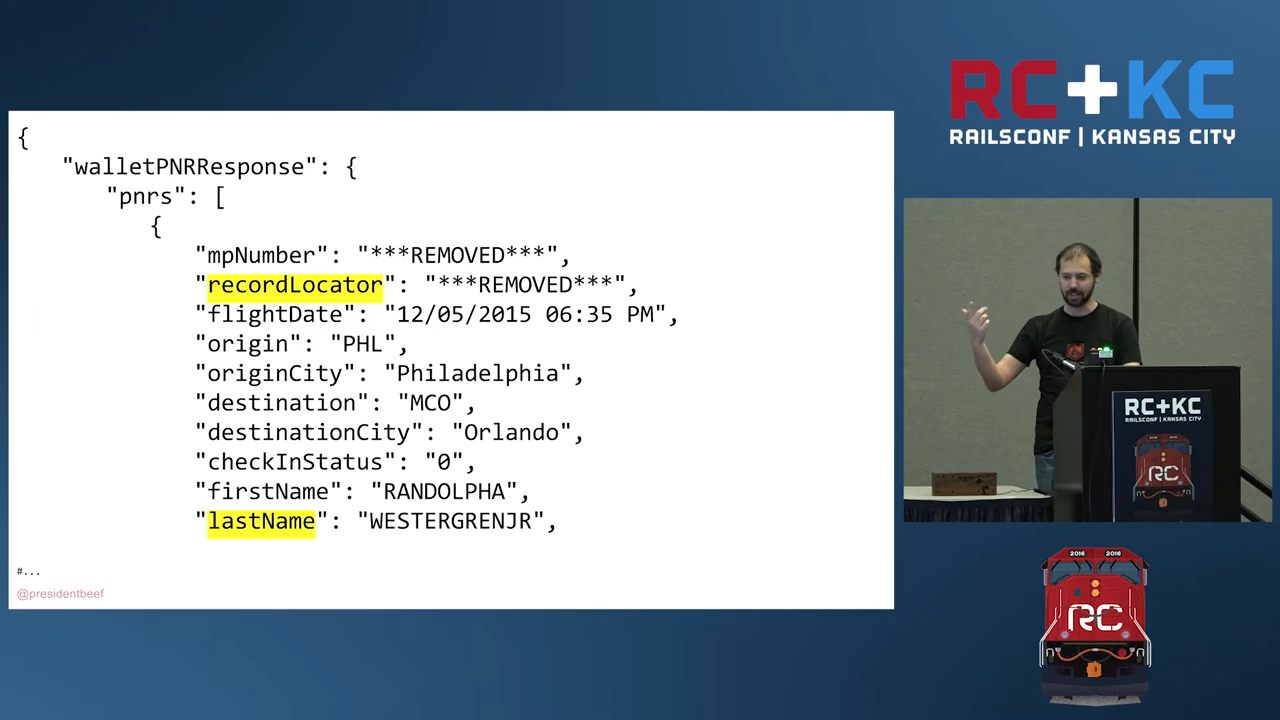 {
"walletPNRResponse": {
"pnrs": [
{
"mpNumber": "***REMOVED***",
"recordLocator": "***REMOVED***",
"flightDate": "12/05/2015 06:35 PM",
"origin": "PHL",
"originCity": "Philadelphia",
"destination": "MCO",
"destinationCity": "Orlando",
"checkInStatus": "0",
"firstName": "RANDOLPHA",
"lastName": "WESTERGRENJR",
#...
@presidentbeef
RC+KC
RAILSCONF | KANSAS CITY
RC+KC
RAILSCONF | KANSAS CITY
RC
2016 2016
RC